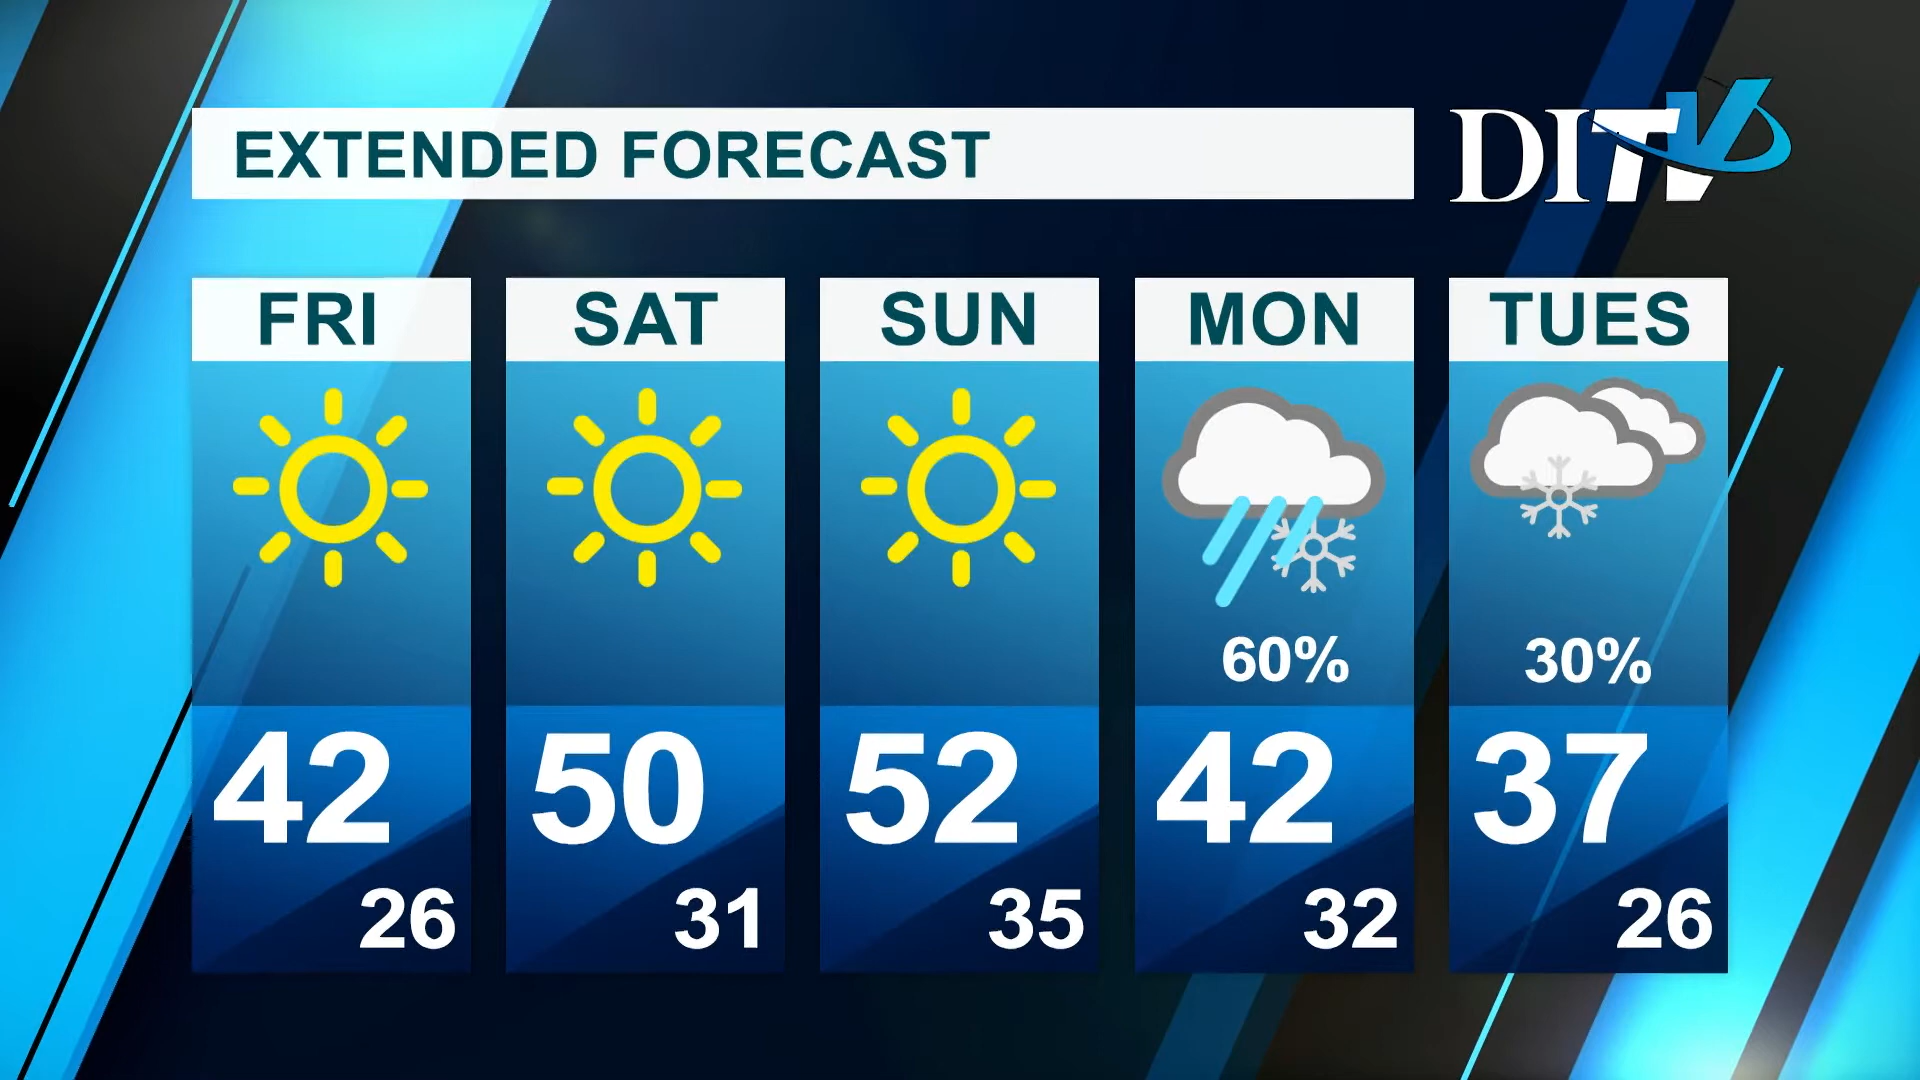 EXTENDED FORECAST
DITV
FRI
SAT
SUN
MON
TUES
60%
30%
42
50
52
42
37
26
31
35
32
26